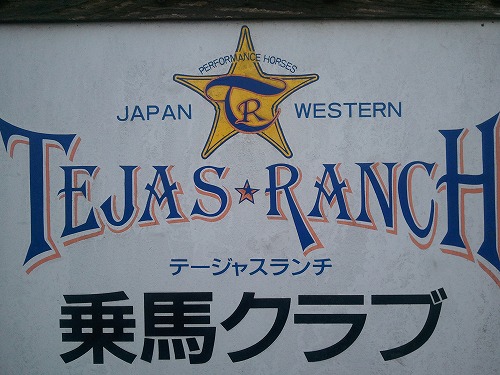 PERFORMANCE HORSES
TR
JAPAN WESTERN
TEJAS★RANCH
テージャスランチ
乗馬クラブ